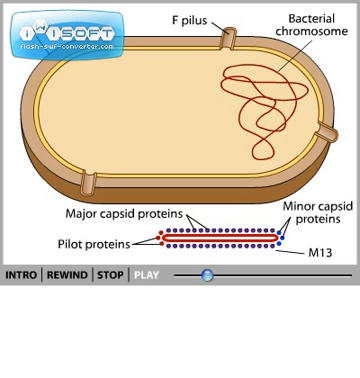 iWiSOFT
flash-swf-converter.com
F pilus
Bacterial
chromosome
Major capsid proteins
Minor capsid
proteins
Pilot proteins
M13
INTRO
REWIND
STOP
PLAY